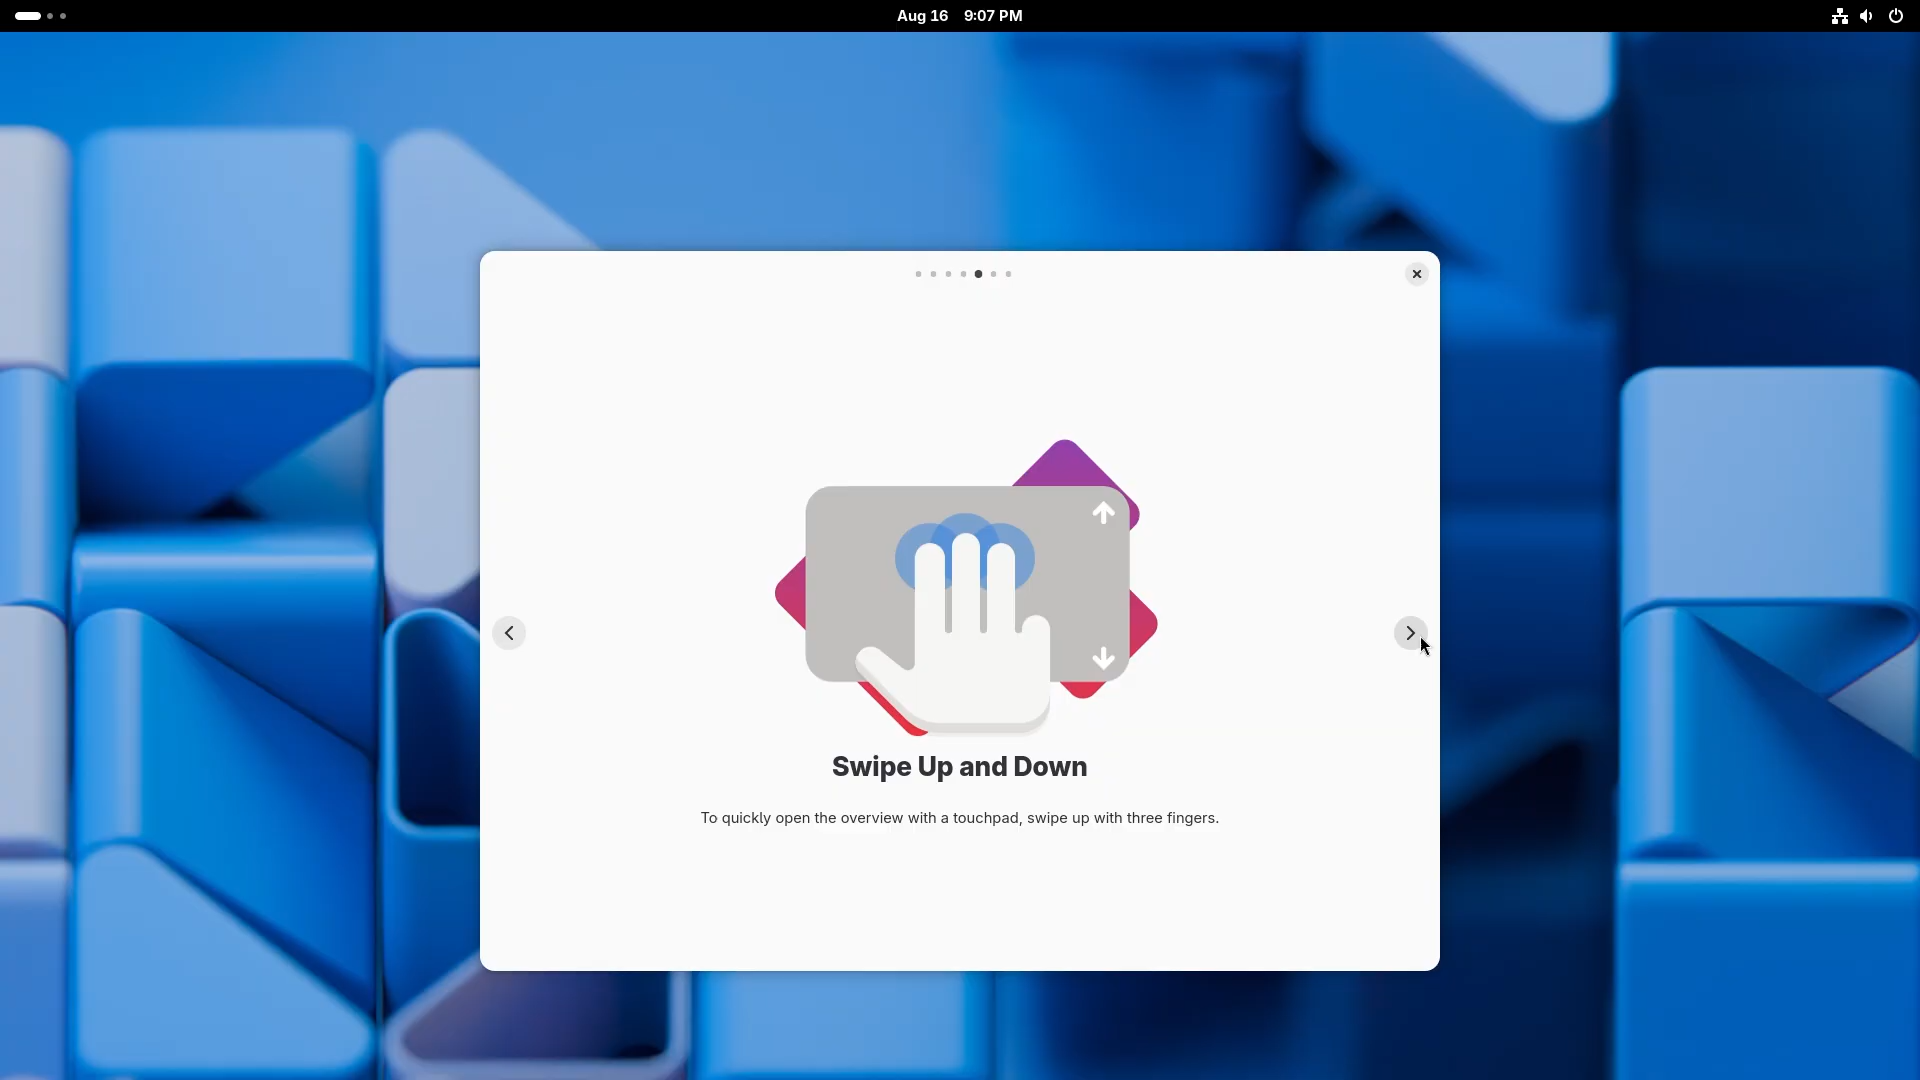 Aug 16 9:07 PM
Swipe Up and Down
To quickly open the overview with a touchpad, swipe up with three fingers.